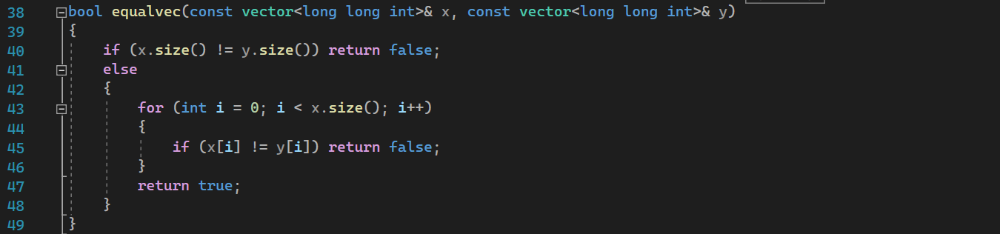 38 bool equalvec(const vector<long long int>& x, const vector<long long int>& y)
39 {
40     if (x.size() != y.size()) return false;
41     else
42     {
43         for (int i = 0; i < x.size(); i++)
44         {
45             if (x[i] != y[i]) return false;
46         }
47         return true;
48     }
49 }